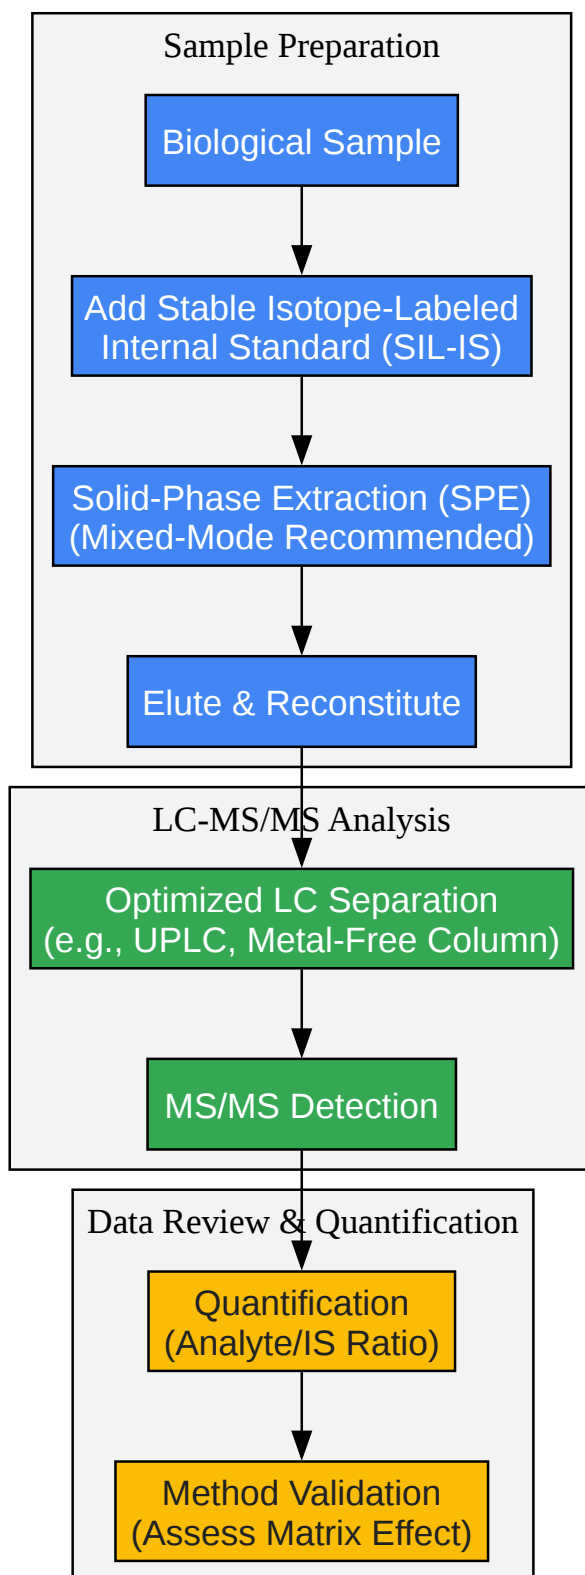 Sample Preparation
Biological Sample
Add Stable Isotope-Labeled
Internal Standard (SIL-IS)
Solid-Phase Extraction (SPE)
(Mixed-Mode Recommended)
Elute & Reconstitute
LC-MS/MS Analysis
Optimized LC Separation
(e.g., UPLC, Metal-Free Column)
MS/MS Detection
Data Review & Quantification
Quantification
(Analyte/IS Ratio)
Method Validation
(Assess Matrix Effect)